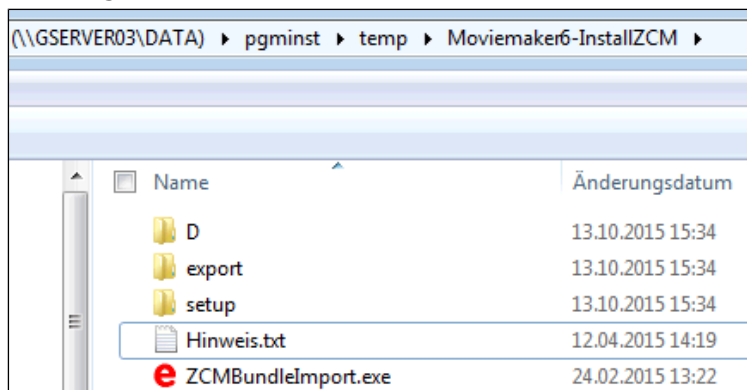 (\\GSERVER03\DATA) ▸ pgminst ▸ temp ▸ Moviemaker6-InstallZCM ▸
Name Änderungsdatum
D 13.10.2015 15:34
export 13.10.2015 15:34
setup 13.10.2015 15:34
Hinweis.txt 12.04.2015 14:19
ZCMBundleImport.exe 24.02.2015 13:22